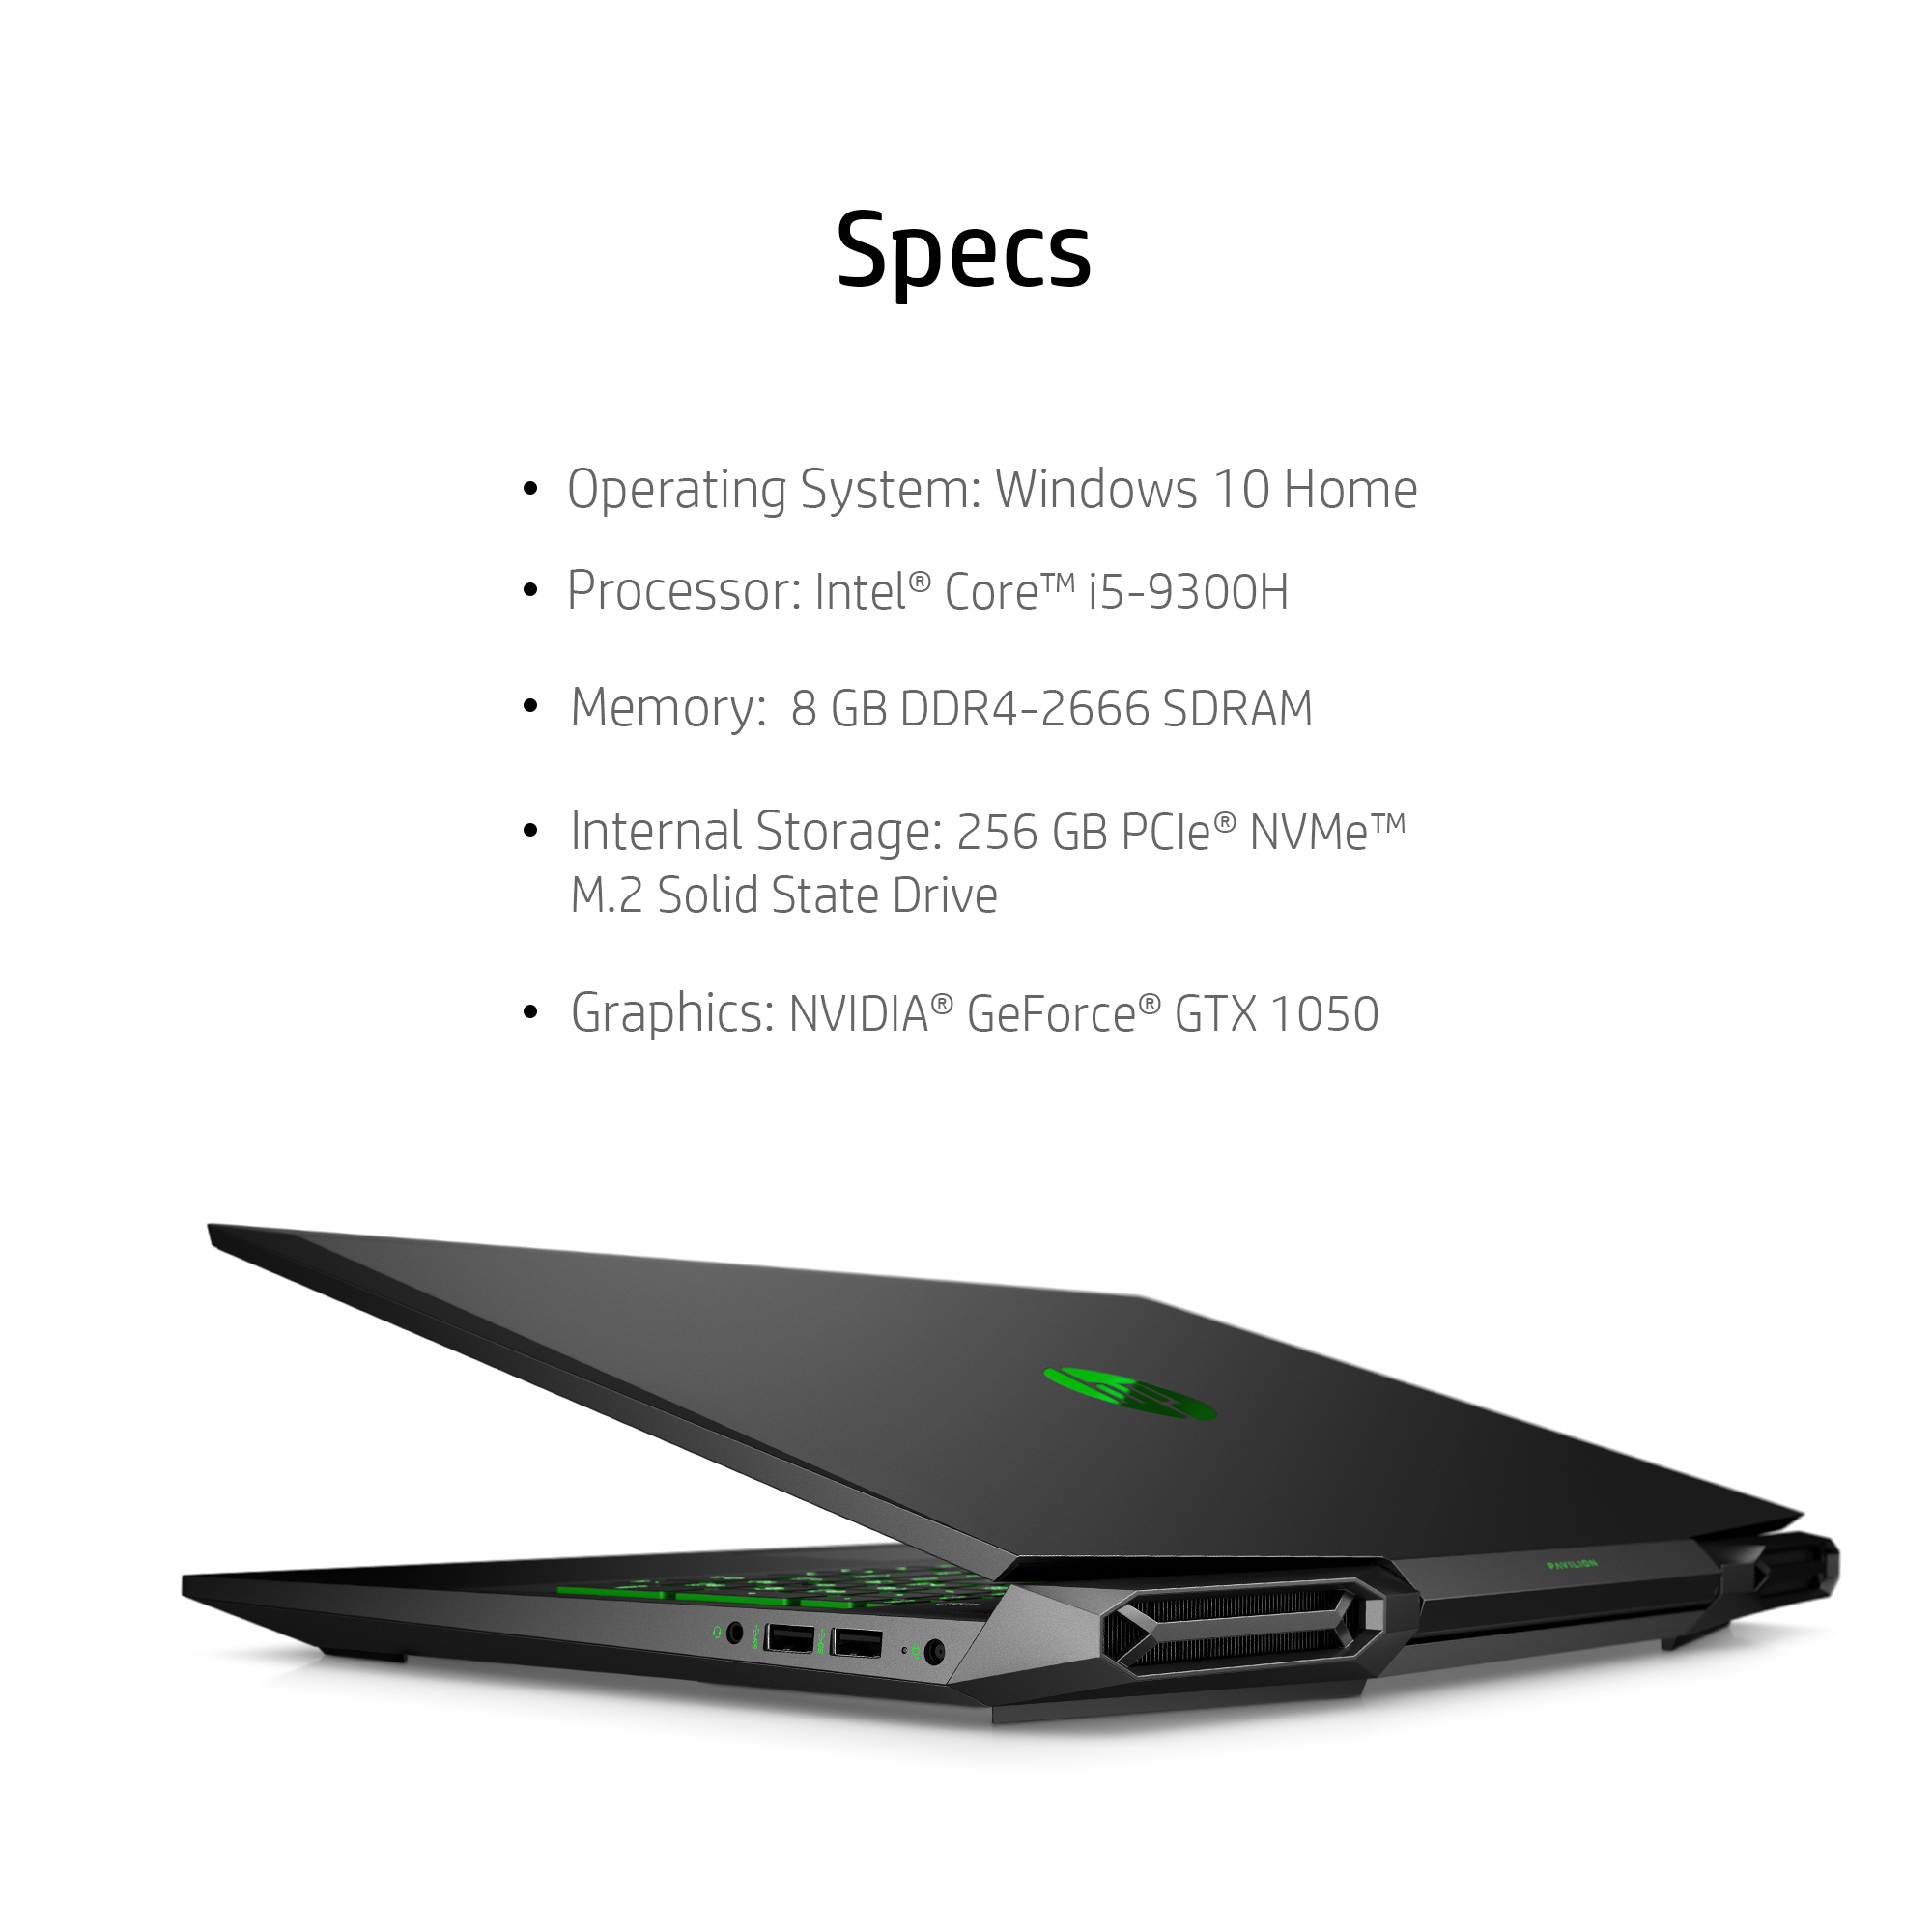 Specs
• Operating System: Windows 10 Home
• Processor: Intel® Core™ i5-9300H
• Memory:  8 GB DDR4-2666 SDRAM
• Internal Storage: 256 GB PCIe® NVMe™
M.2 Solid State Drive
• Graphics: NVIDIA® GeForce® GTX 1050
hp
PAVILION